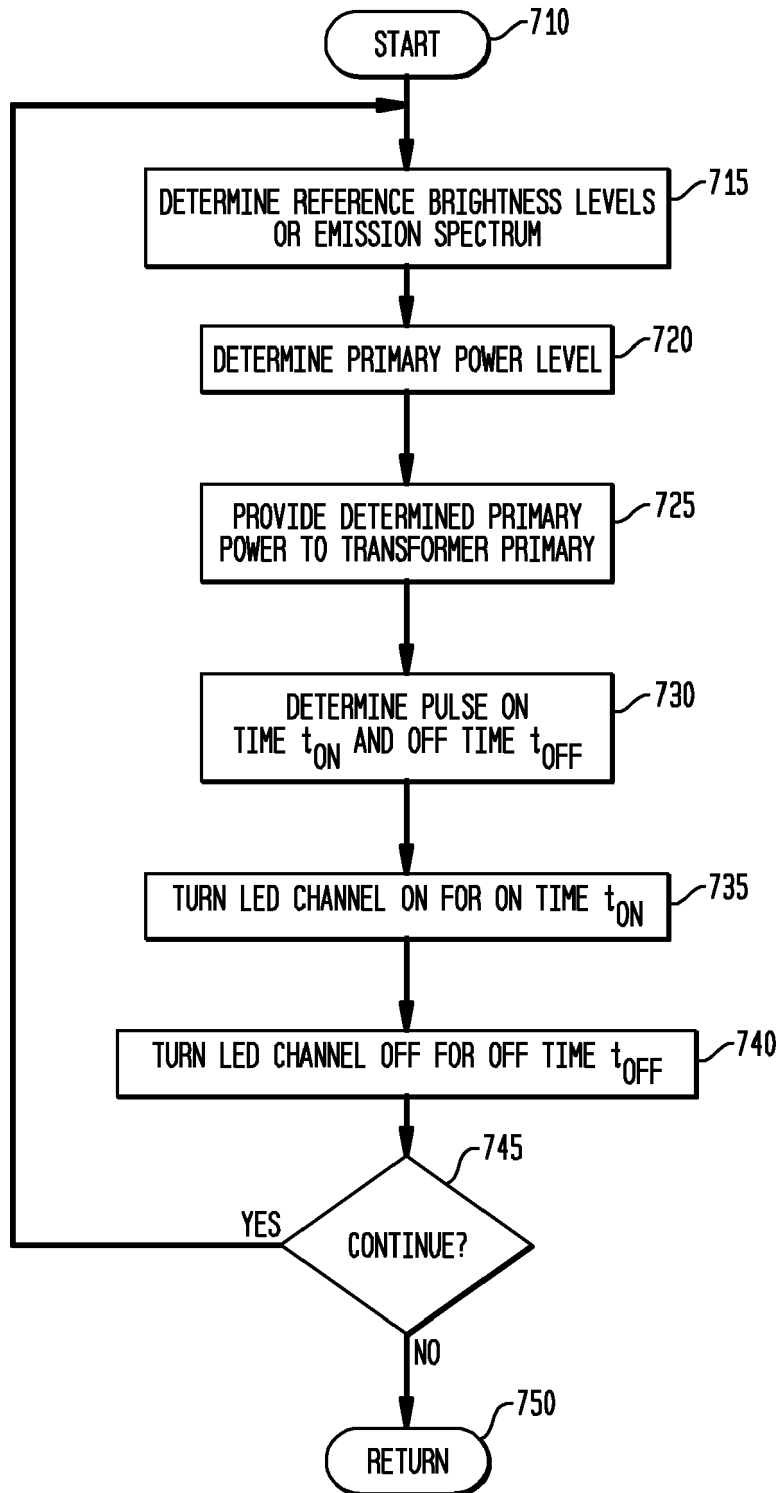 START
710
DETERMINE REFERENCE BRIGHTNESS LEVELS
OR EMISSION SPECTRUM
715
DETERMINE PRIMARY POWER LEVEL
720
PROVIDE DETERMINED PRIMARY
POWER TO TRANSFORMER PRIMARY
725
DETERMINE PULSE ON
TIME tON AND OFF TIME tOFF
730
TURN LED CHANNEL ON FOR ON TIME tON
735
TURN LED CHANNEL OFF FOR OFF TIME tOFF
740
745
YES
CONTINUE?
NO
750
RETURN